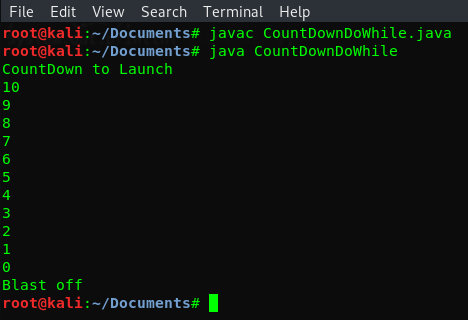 File Edit View Search Terminal Help
root@kali:~/Documents# javac CountDownDoWhile.java
root@kali:~/Documents# java CountDownDoWhile
CountDown to Launch
10
9
8
7
6
5
4
3
2
1
0
Blast off
root@kali:~/Documents#